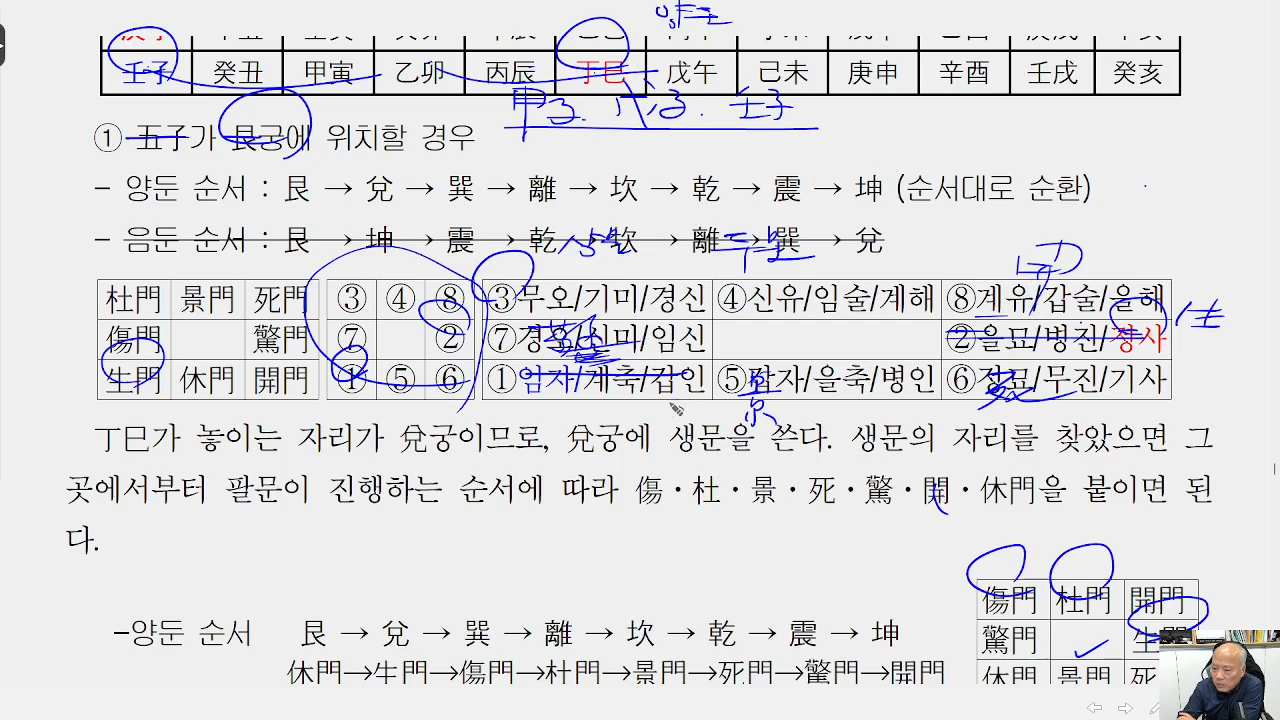 양둔
壬子 癸丑 甲寅 乙卯 丙辰 丁巳 戊午 己未 庚申 辛酉 壬戌 癸亥
甲子. 戊子. 壬子
① 五子가 艮궁에 위치할 경우
- 양둔 순서 : 艮 → 兌 → 巽 → 離 → 坎 → 乾 → 震 → 坤 (순서대로 순환)
- 음둔 순서 : 艮 → 坤 → 震 → 乾 → 坎 → 離 → 巽 → 兌
杜門 景門 死門 ③ ④ ⑧ ③무오/기미/경신 ④신유/임술/계해 ⑧계유/갑술/을해
傷門 驚門 ⑦ ② ⑦경오/신미/임신 ②을묘/병진/정사
生門 休門 開門 ① ⑤ ⑥ ①임자/계축/갑인 ⑤갑자/을축/병인 ⑥정묘/무진/기사
丁巳가 놓이는 자리가 兌궁이므로, 兌궁에 생문을 쓴다. 생문의 자리를 찾았으면 그
곳에서부터 팔문이 진행하는 순서에 따라 傷·杜·景·死·驚·開·休門을 붙이면 된
다.
傷門 杜門 開門
驚門
休門 景門
-양둔 순서 艮 → 兌 → 巽 → 離 → 坎 → 乾 → 震 → 坤
休門→生門→傷門→杜門→景門→死門→驚門→開門